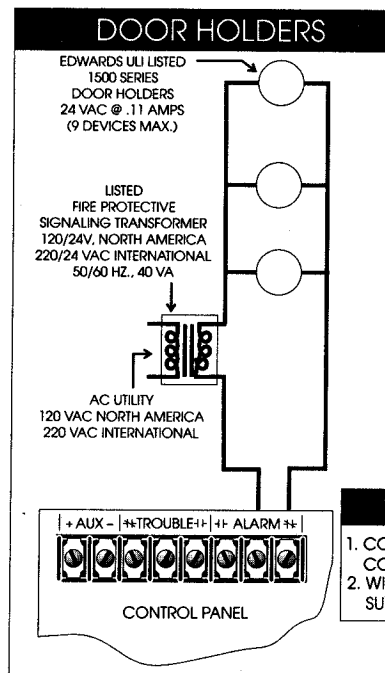 DOOR HOLDERS
EDWARDS ULI LISTED
1500 SERIES
DOOR HOLDERS
24 VAC @ .11 AMPS
(9 DEVICES MAX.)
LISTED
FIRE PROTECTIVE
SIGNALING TRANSFORMER
120/24V, NORTH AMERICA
220/24 VAC INTERNATIONAL
50/60 HZ., 40 VA
AC UTILITY
120 VAC NORTH AMERICA
220 VAC INTERNATIONAL
+ AUX - TROUBLE ALARM
CONTROL PANEL
1. CO
CO
2. WI
SU